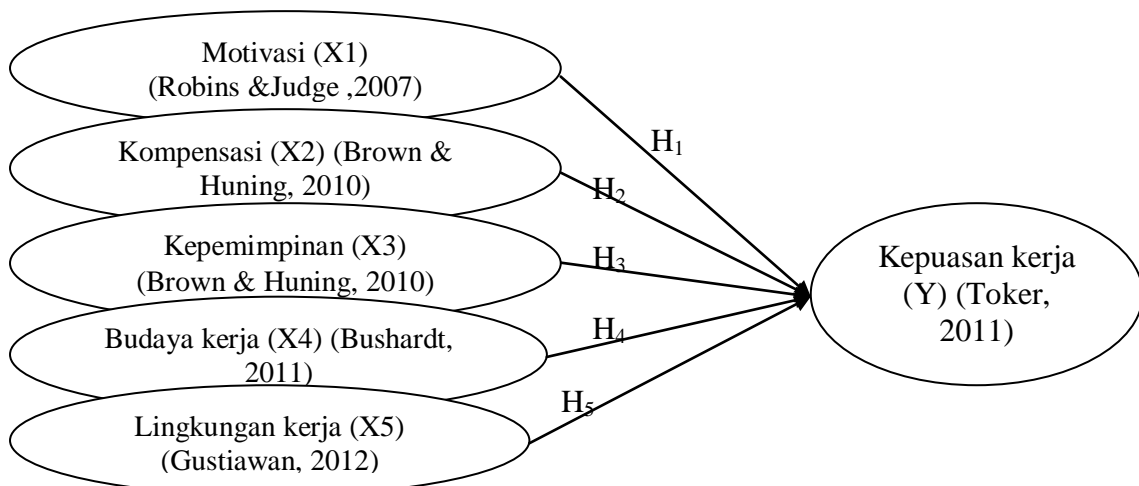 Motivasi (X1)
(Robins &Judge ,2007)
H₁
Kompensasi (X2) (Brown &
Huning, 2010)
H₂
Kepemimpinan (X3)
(Brown & Huning, 2010)
H₃
Budaya kerja (X4) (Bushardt,
2011)
H₄
Lingkungan kerja (X5)
(Gustiawan, 2012)
H₅
Kepuasan kerja
(Y) (Toker,
2011)